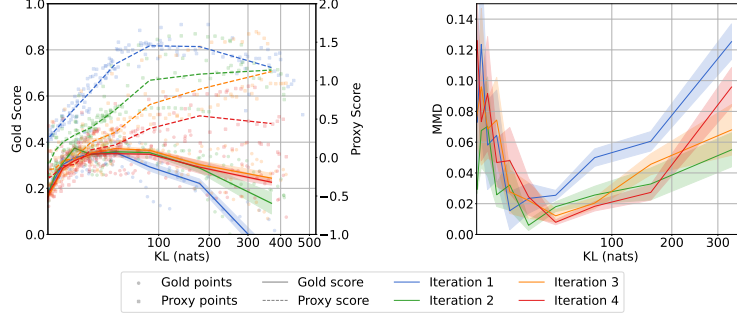 1.0
0.8
0.6
0.4
0.2
0.0
Gold Score
2.0
1.5
1.0
0.5
0.0
−0.5
−1.0
Proxy Score
100
200
300
400
500
KL (nats)
0.14
0.12
0.10
0.08
0.06
0.04
0.02
0.00
MMD
100
200
300
KL (nats)
Gold points
Gold score
Iteration 1
Iteration 3
Proxy points
Proxy score
Iteration 2
Iteration 4